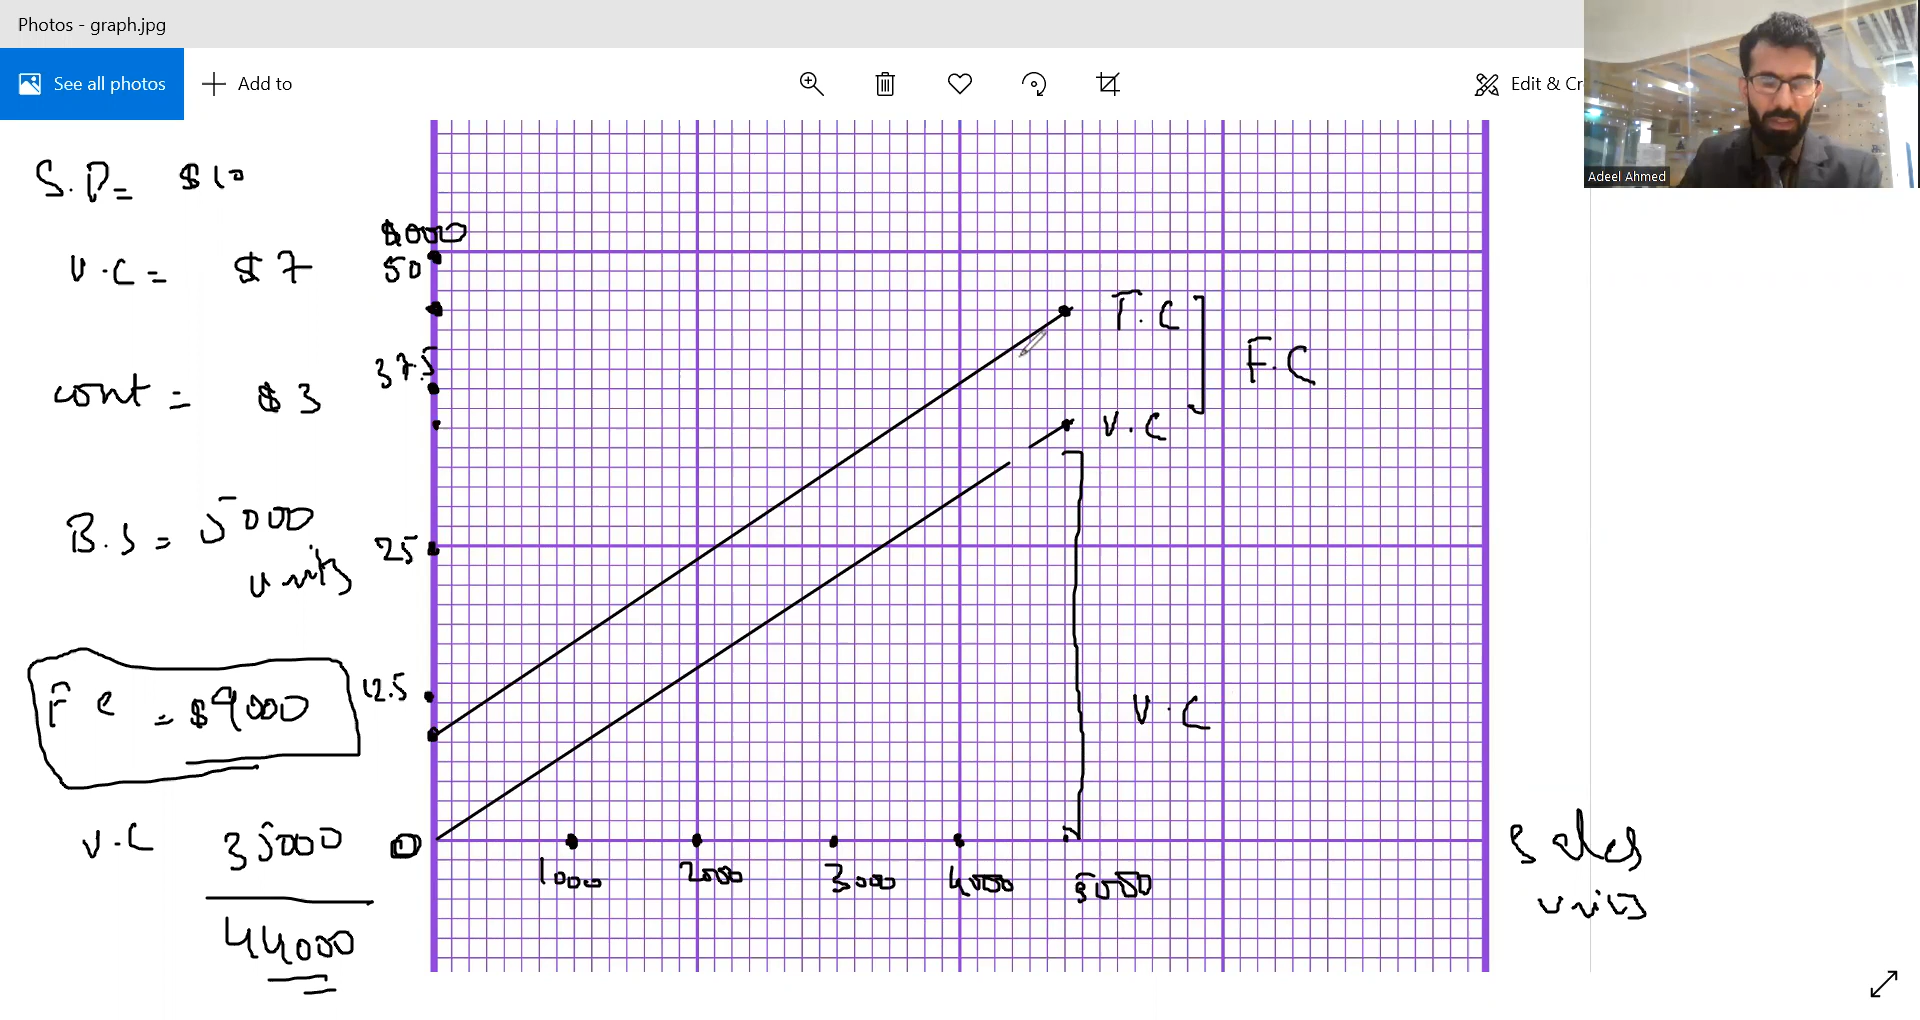 Photos - graph.jpg
See all photos
Add to
Edit & Cr
Adeel Ahmed
S.P= $10
V.C = $7
cont = $3
B.S = 5000
units
FC = $9000
V.C 35000
44000
$000
50
37.5
25
12.5
0
1000 2000 3000 4000 5000
T.C
F.C
V.C
V.C
Sales
units